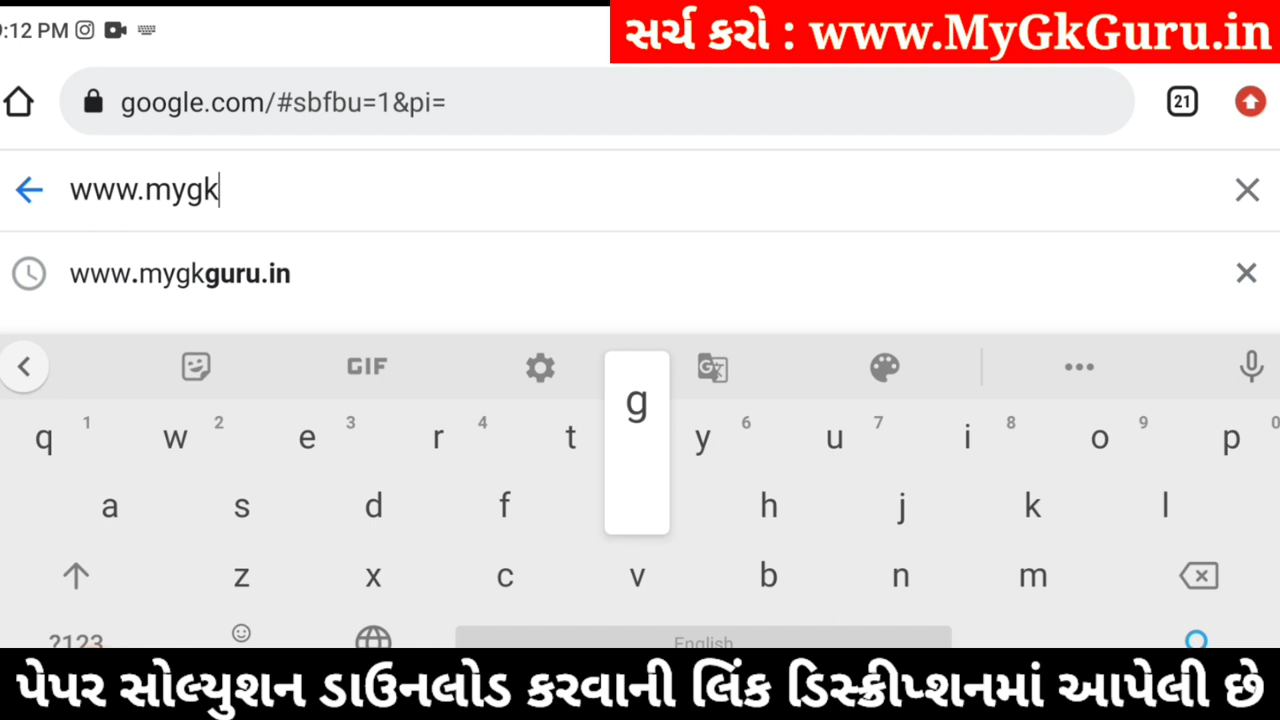 9:12 PM
સર્ચ કરો : www.MyGkGuru.in
google.com/#sbfbu=1&pi=
21
www.mygk
www.mygkguru.in
GIF
g
1 2 3 4 6 7 8 9 0
q w e r t y u i o p
a s d f h j k l
z x c v b n m
?123 English
પેપર સોલ્યુશન ડાઉનલોડ કરવાની લિંક ડિસ્ક્રીપ્શનમાં આપેલી છે